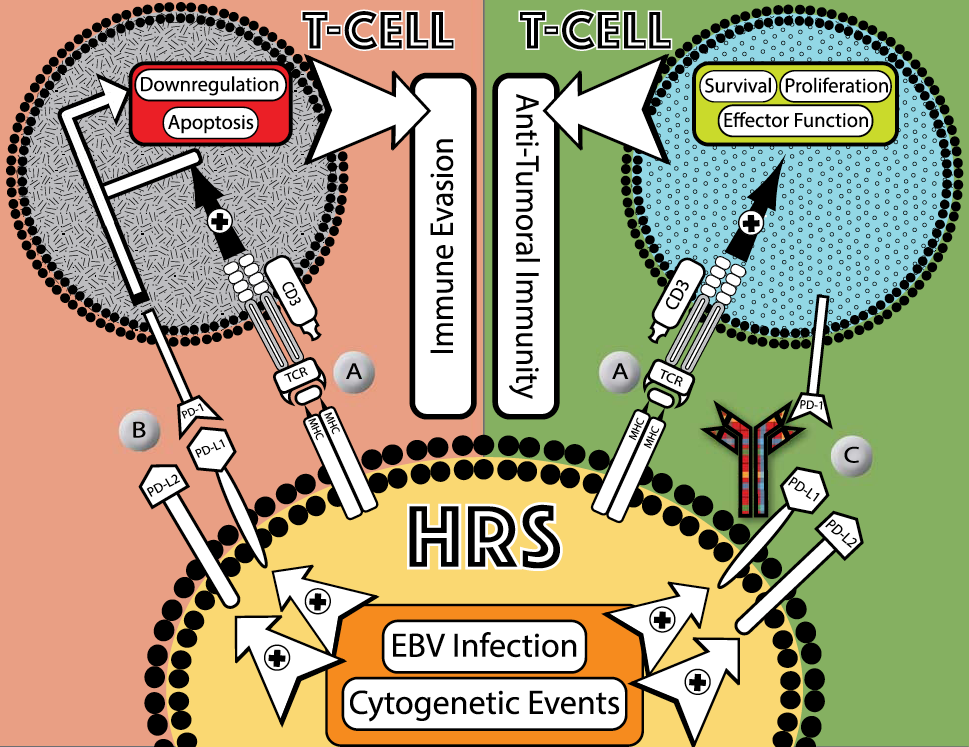 T-CELL
T-CELL
Downregulation
Apoptosis
Survival
Proliferation
Effector Function
Immune Evasion
Anti-Tumoral Immunity
CD3
CD3
TCR
TCR
A
A
MHC
MHC
MHC
MHC
B
C
PD-1
PD-1
PD-L1
PD-L2
PD-L1
PD-L2
HRS
EBV Infection
Cytogenetic Events